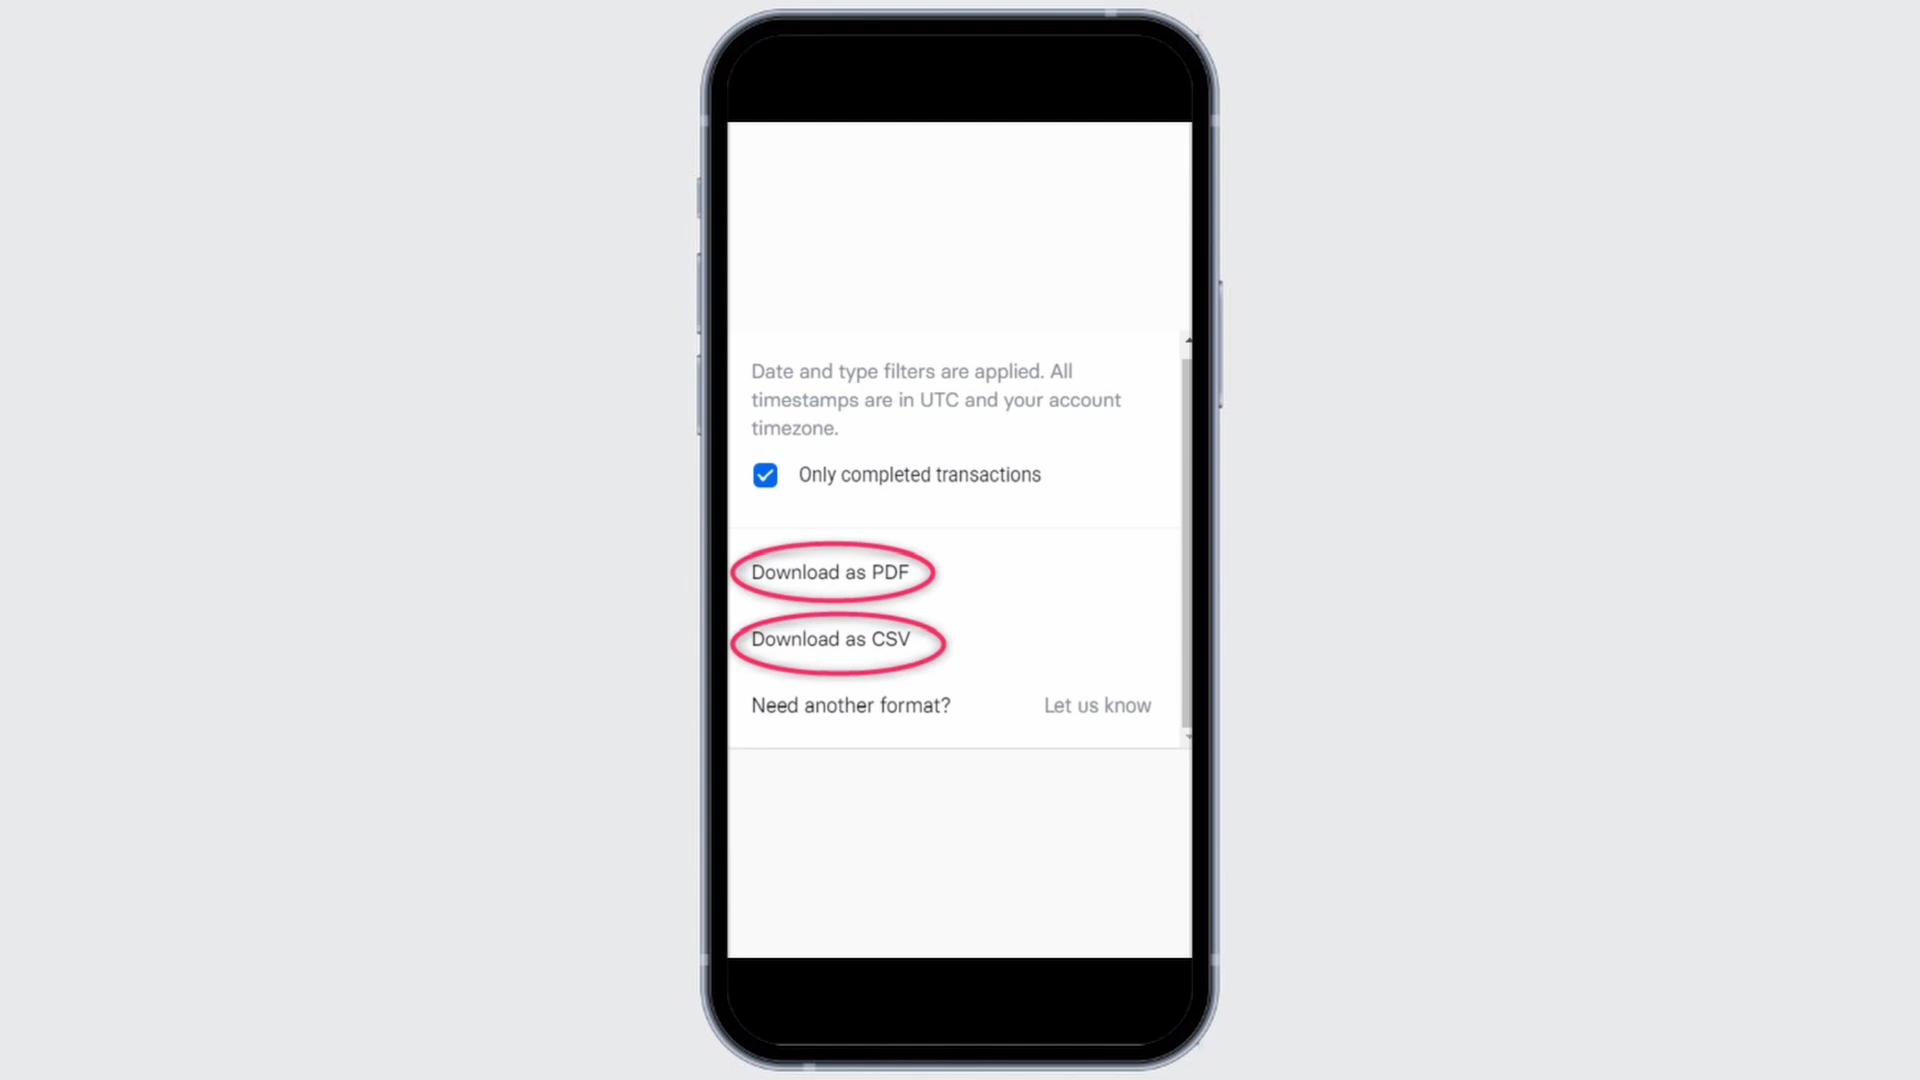 Date and type filters are applied. All
timestamps are in UTC and your account
timezone.
Only completed transactions
Download as PDF
Download as CSV
Need another format? Let us know